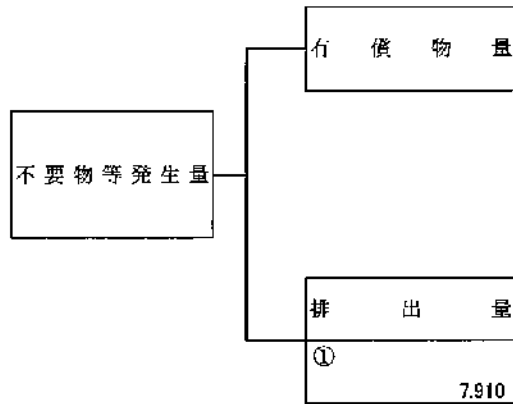 有償物量
不要物等発生量
排出量
①
7.910